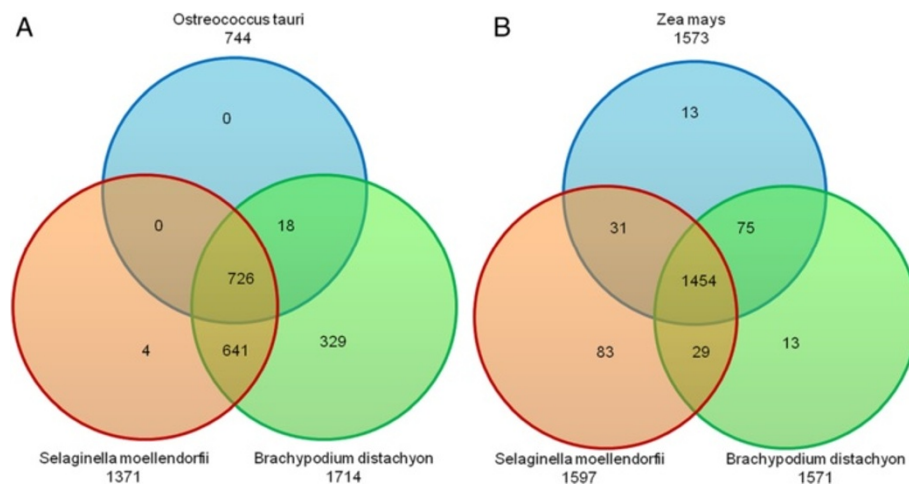 A
Ostreococcus tauri
744
0
0
18
726
4
641
329
Selaginella moellendorfii
1371
Brachypodium distachyon
1714
B
Zea mays
1573
13
31
75
1454
83
29
13
Selaginella moellendorfii
1597
Brachypodium distachyon
1571